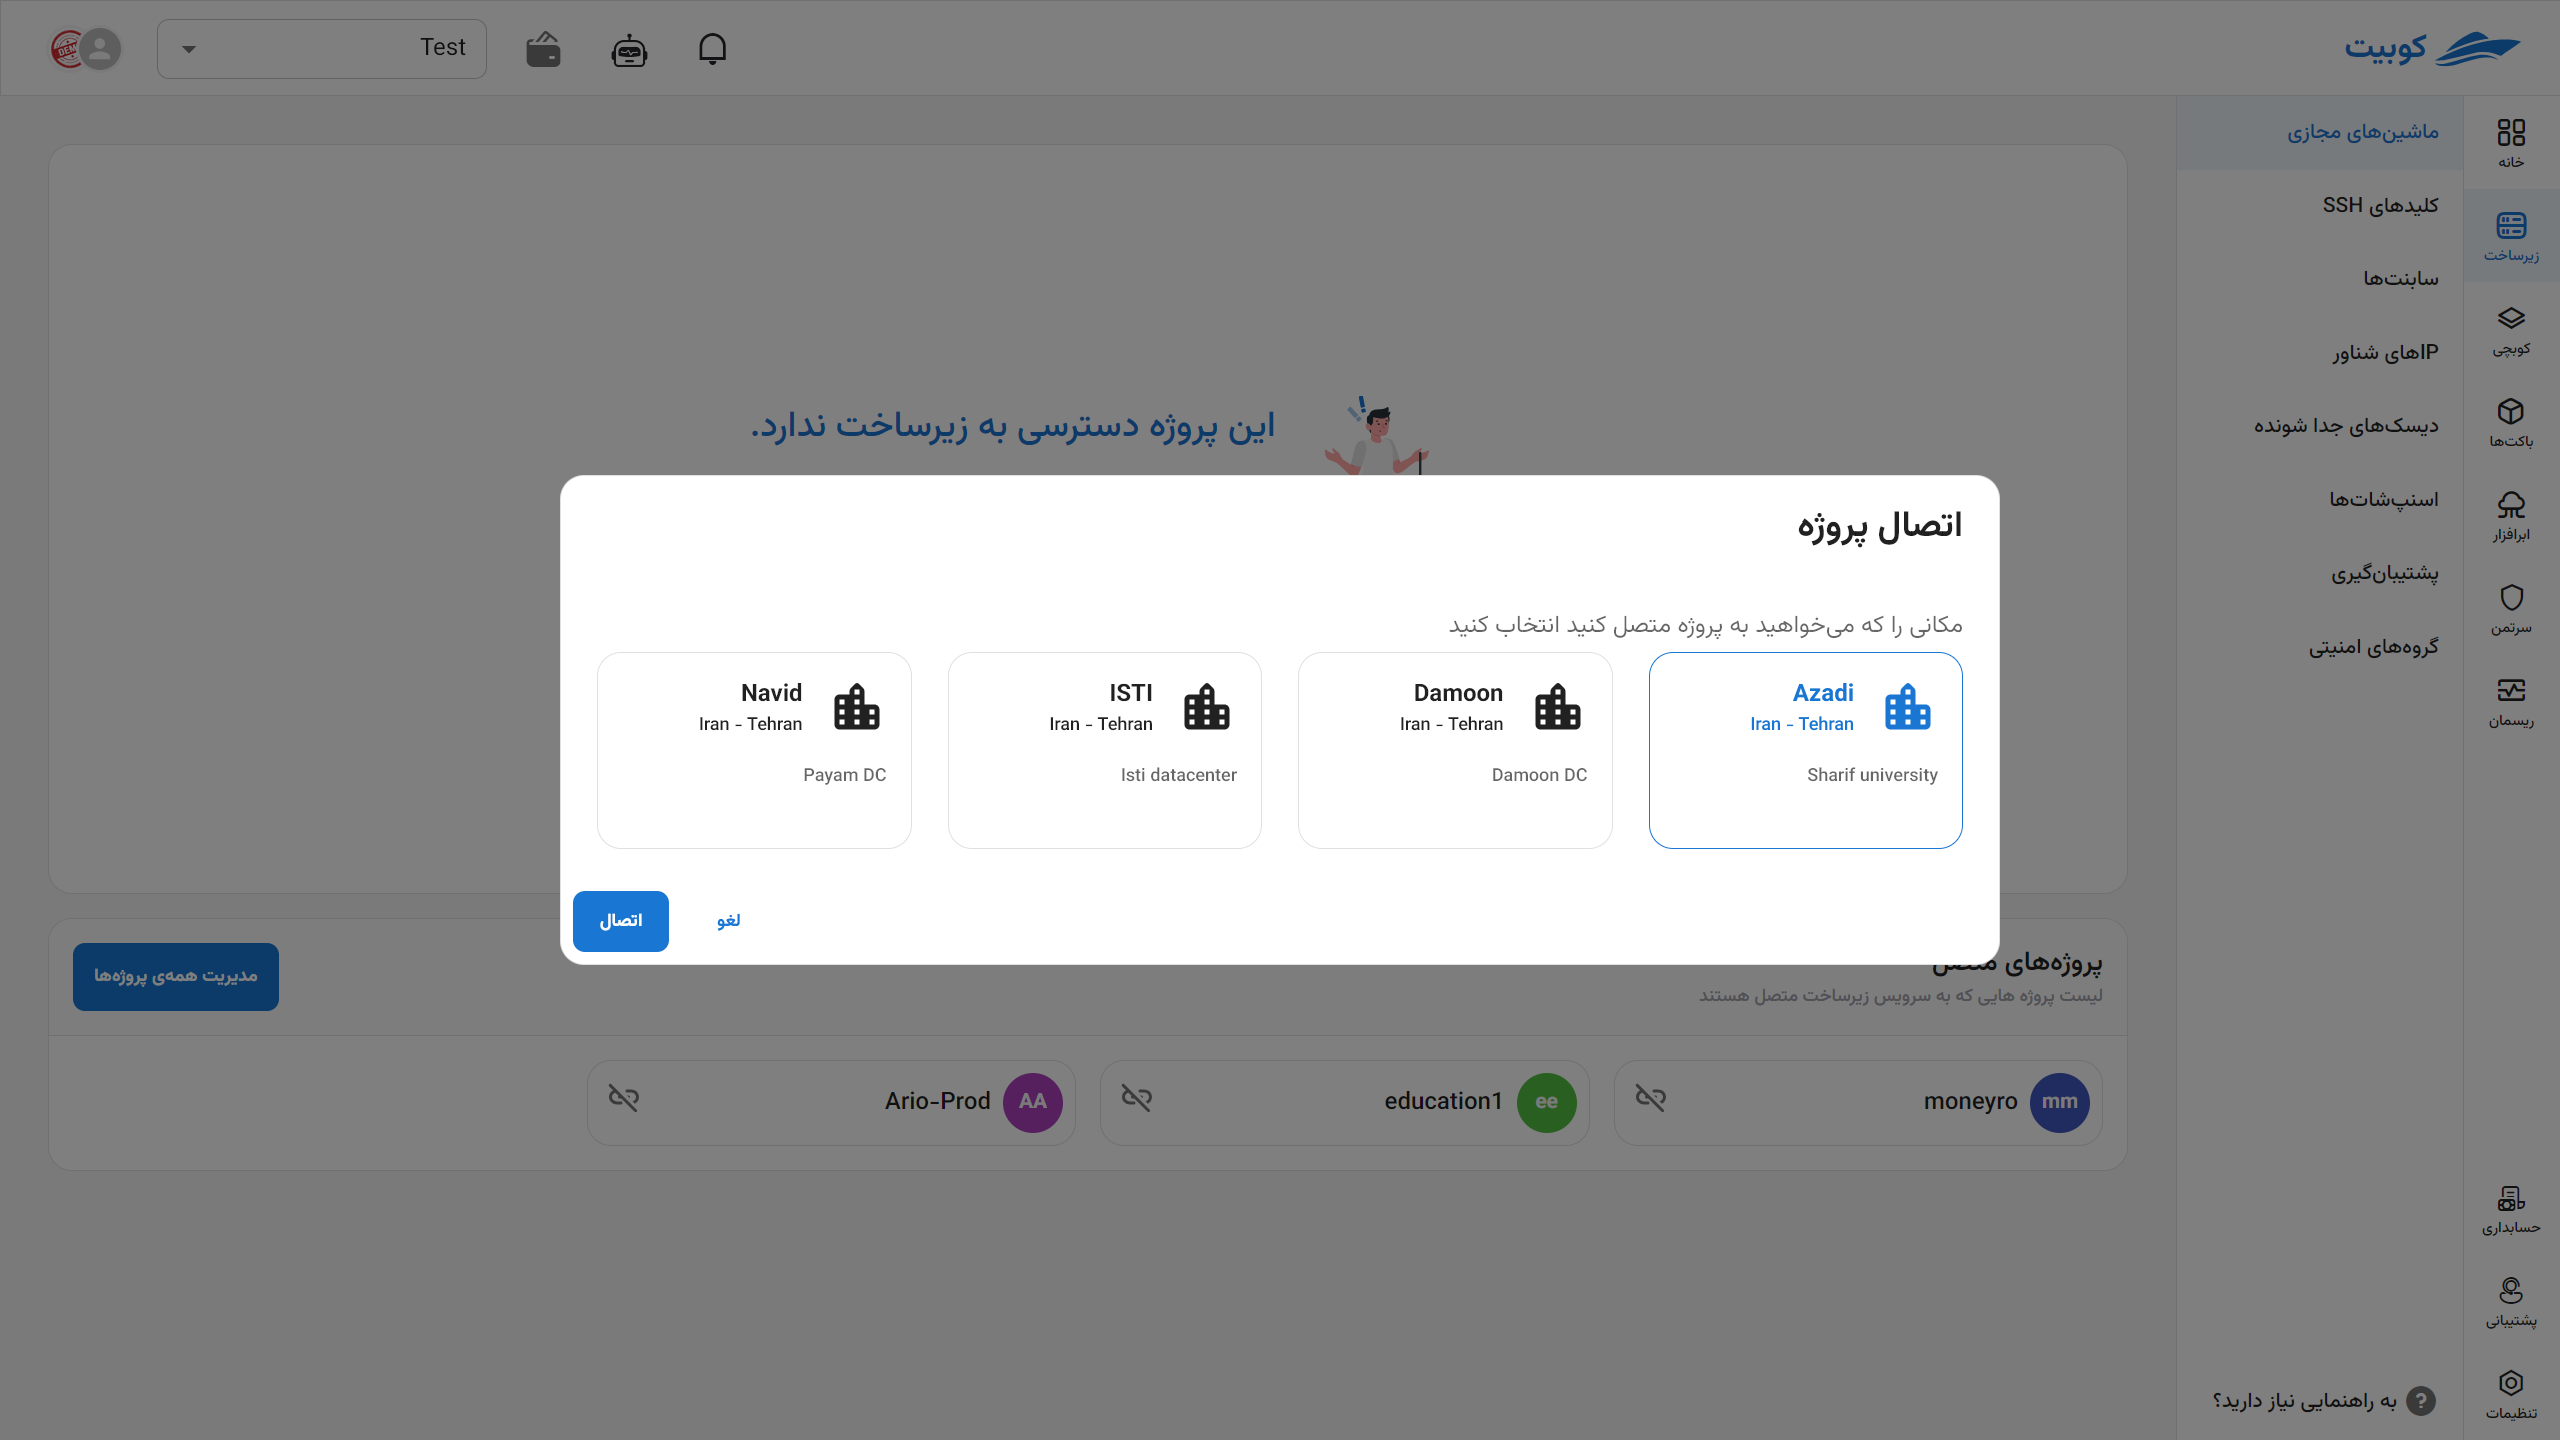 کوبیت
Test
خانه
زیرساخت
کوبچی
باکت‌ها
ابرافزار
سرتمن
ریسمان
حسابداری
پشتیبانی
تنظیمات
ماشین‌های مجازی
کلیدهای SSH
سابنت‌ها
IPهای شناور
دیسک‌های جدا شونده
اسنپ‌شات‌ها
پشتیبان‌گیری
گروه‌های امنیتی
به راهنمایی نیاز دارید؟
این پروژه دسترسی به زیرساخت ندارد.
اتصال پروژه
مکانی را که می‌خواهید به پروژه متصل کنید انتخاب کنید
Azadi
Iran - Tehran
Sharif university
Damoon
Iran - Tehran
Damoon DC
ISTI
Iran - Tehran
Isti datacenter
Navid
Iran - Tehran
Payam DC
لغو
اتصال
پروژه‌های متصل
لیست پروژه هایی که به سرویس زیرساخت متصل هستند
مدیریت همه‌ی پروژه‌ها
mm
moneyro
ee
education1
AA
Ario-Prod